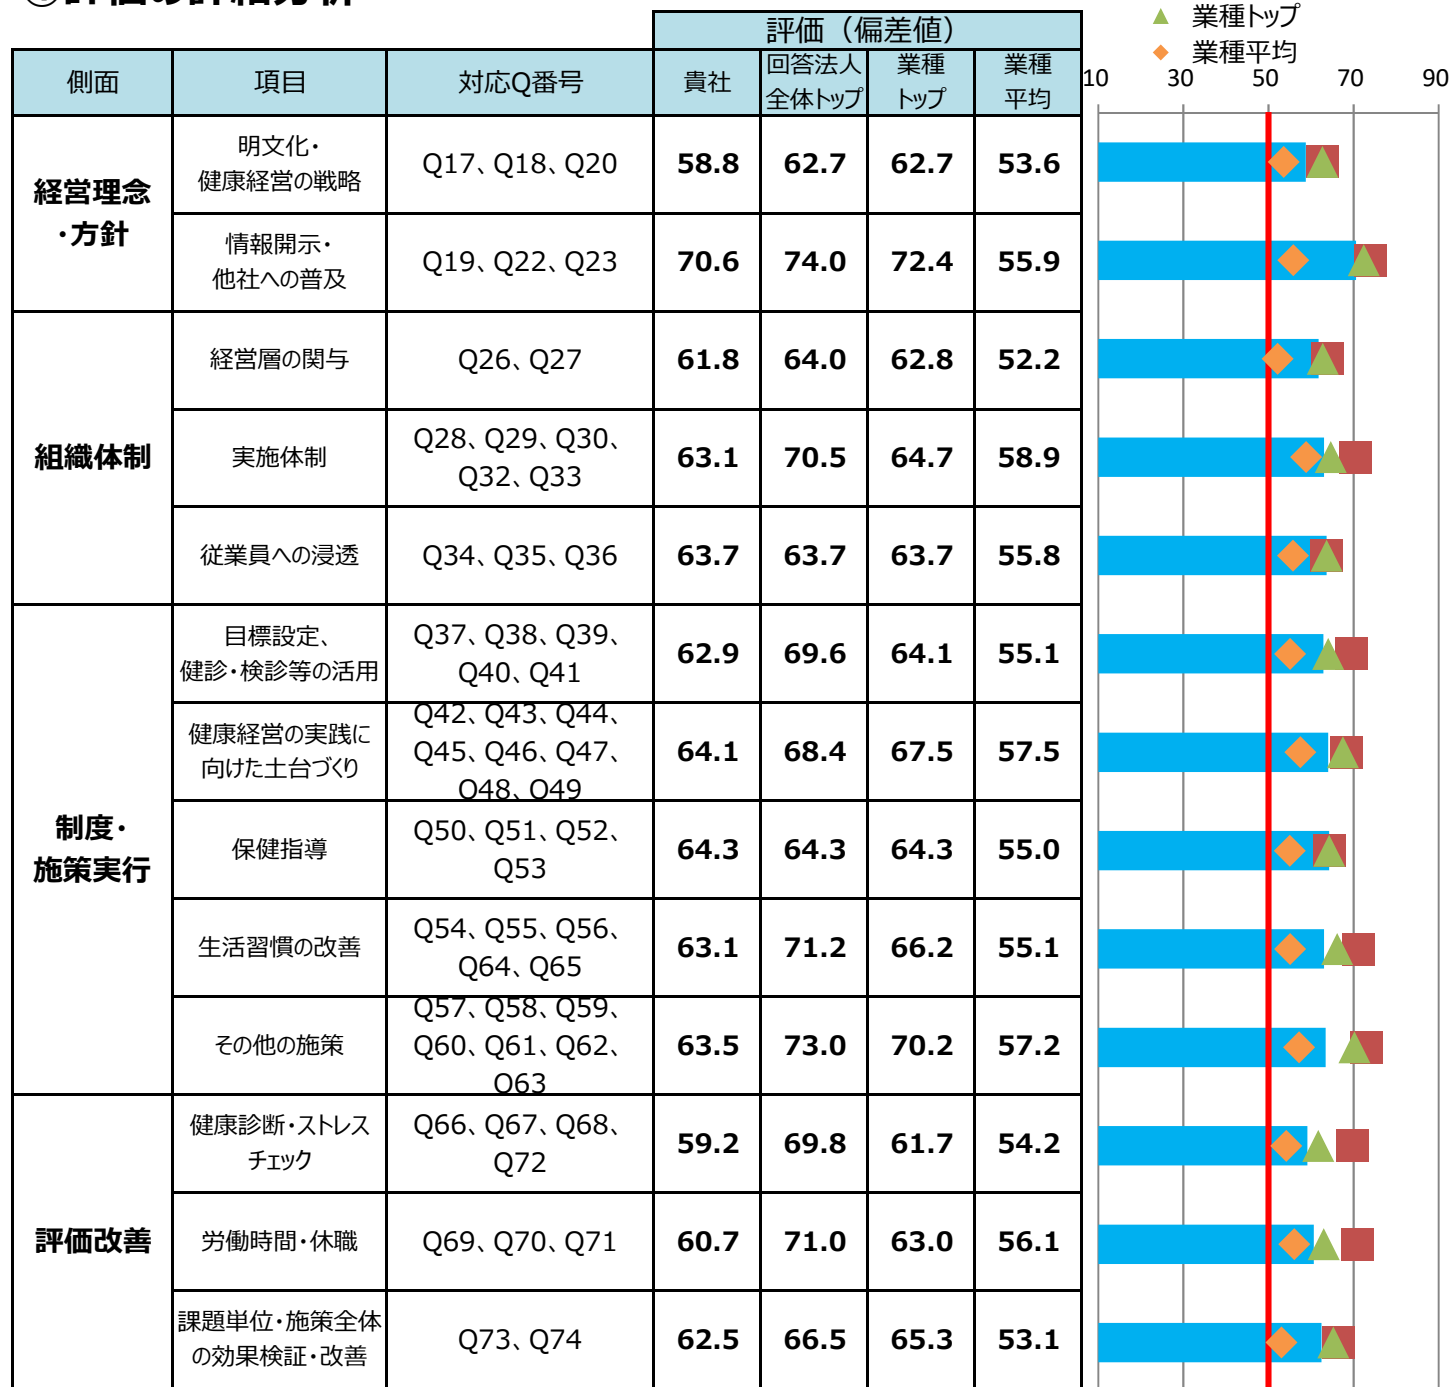 業種トップ
業種平均
評価（偏差値）
側面 項目 対応Q番号 貴社 回答法人 全体トップ 業種 トップ 業種 平均
10 30 50 70 90
経営理念
・方針
明文化・
健康経営の戦略
Q17、Q18、Q20
58.8 62.7 62.7 53.6
情報開示・
他社への普及
Q19、Q22、Q23
70.6 74.0 72.4 55.9
組織体制
経営層の関与
Q26、Q27
61.8 64.0 62.8 52.2
実施体制
Q28、Q29、Q30、
Q32、Q33
63.1 70.5 64.7 58.9
従業員への浸透
Q34、Q35、Q36
63.7 63.7 63.7 55.8
制度・
施策実行
目標設定、
健診・検診等の活用
Q37、Q38、Q39、
Q40、Q41
62.9 69.6 64.1 55.1
健康経営の実践に
向けた土台づくり
Q42、Q43、Q44、
Q45、Q46、Q47、
Q48、Q49
64.1 68.4 67.5 57.5
保健指導
Q50、Q51、Q52、
Q53
64.3 64.3 64.3 55.0
生活習慣の改善
Q54、Q55、Q56、
Q64、Q65
63.1 71.2 66.2 55.1
その他の施策
Q57、Q58、Q59、
Q60、Q61、Q62、
Q63
63.5 73.0 70.2 57.2
評価改善
健康診断・ストレス
チェック
Q66、Q67、Q68、
Q72
59.2 69.8 61.7 54.2
労働時間・休職
Q69、Q70、Q71
60.7 71.0 63.0 56.1
課題単位・施策全体
の効果検証・改善
Q73、Q74
62.5 66.5 65.3 53.1